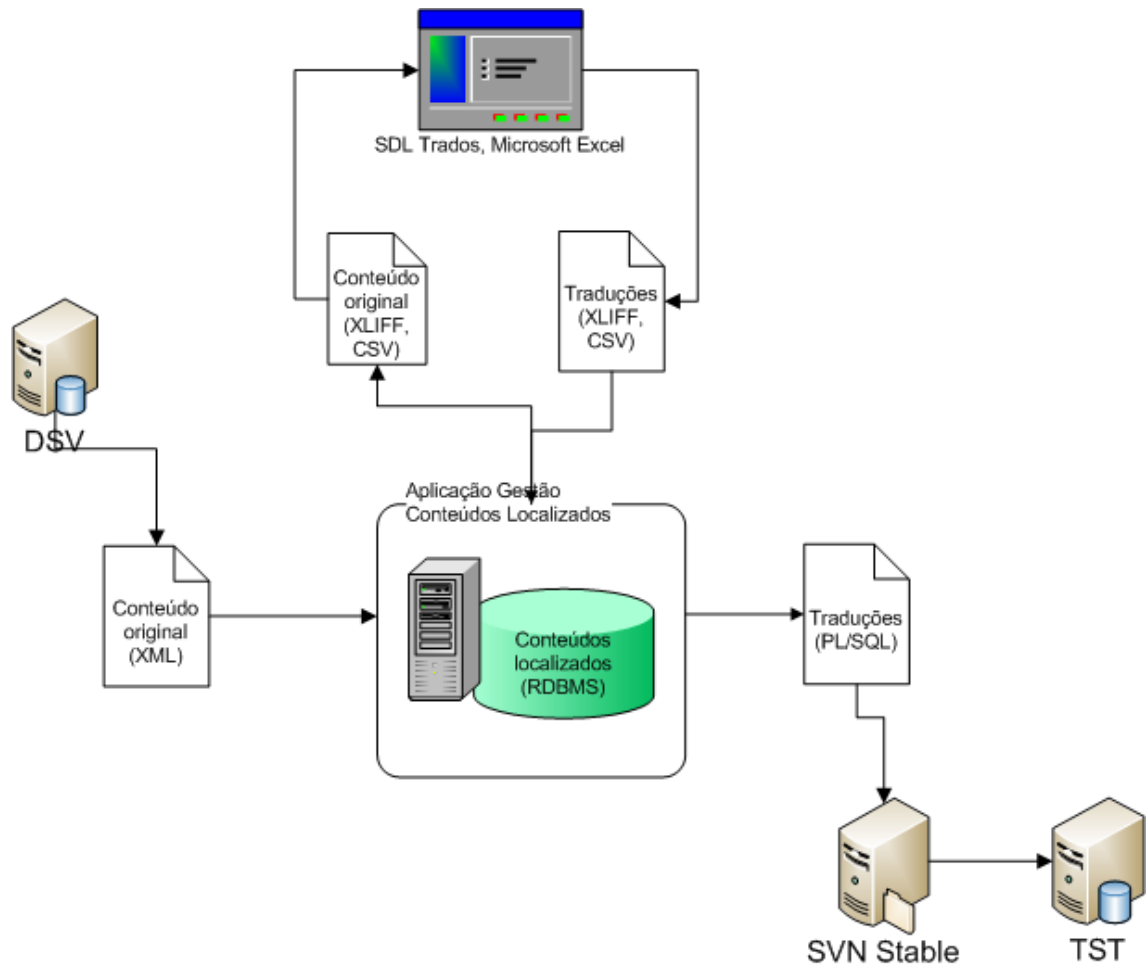 SDL Trados, Microsoft Excel
Conteúdo
original
(XLIFF,
CSV)
Traduções
(XLIFF,
CSV)
DSV
Aplicação Gestão
Conteúdos Localizados
Conteúdo
original
(XML)
Conteúdos
localizados
(RDBMS)
Traduções
(PL/SQL)
SVN Stable
TST